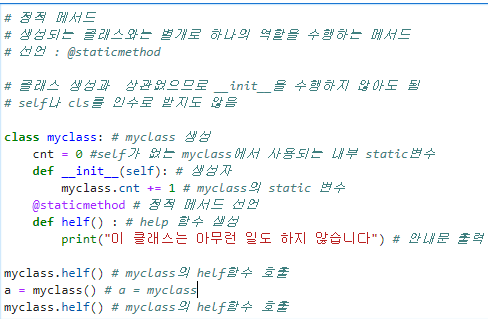 # 정적 메서드
# 생성되는 클래스와는 별개로 하나의 역할을 수행하는 메서드
# 선언 : @staticmethod
# 클래스 생성과  상관없으므로 __init__을 수행하지 않아도 됨
# self나 cls를 인수로 받지도 않음
class myclass: # myclass 생성
    cnt = 0 #self가 없는 myclass에서 사용되는 내부 static변수
    def __init__(self): # 생성자
        myclass.cnt += 1 # myclass의 static 변수
    @staticmethod # 정적 메서드 선언
    def helf() : # help 함수 생성
        print("이 클래스는 아무런 일도 하지 않습니다") # 안내문 출력
myclass.helf() # myclass의 helf함수 호출
a = myclass() # a = myclass
myclass.helf() # myclass의 helf함수 호출